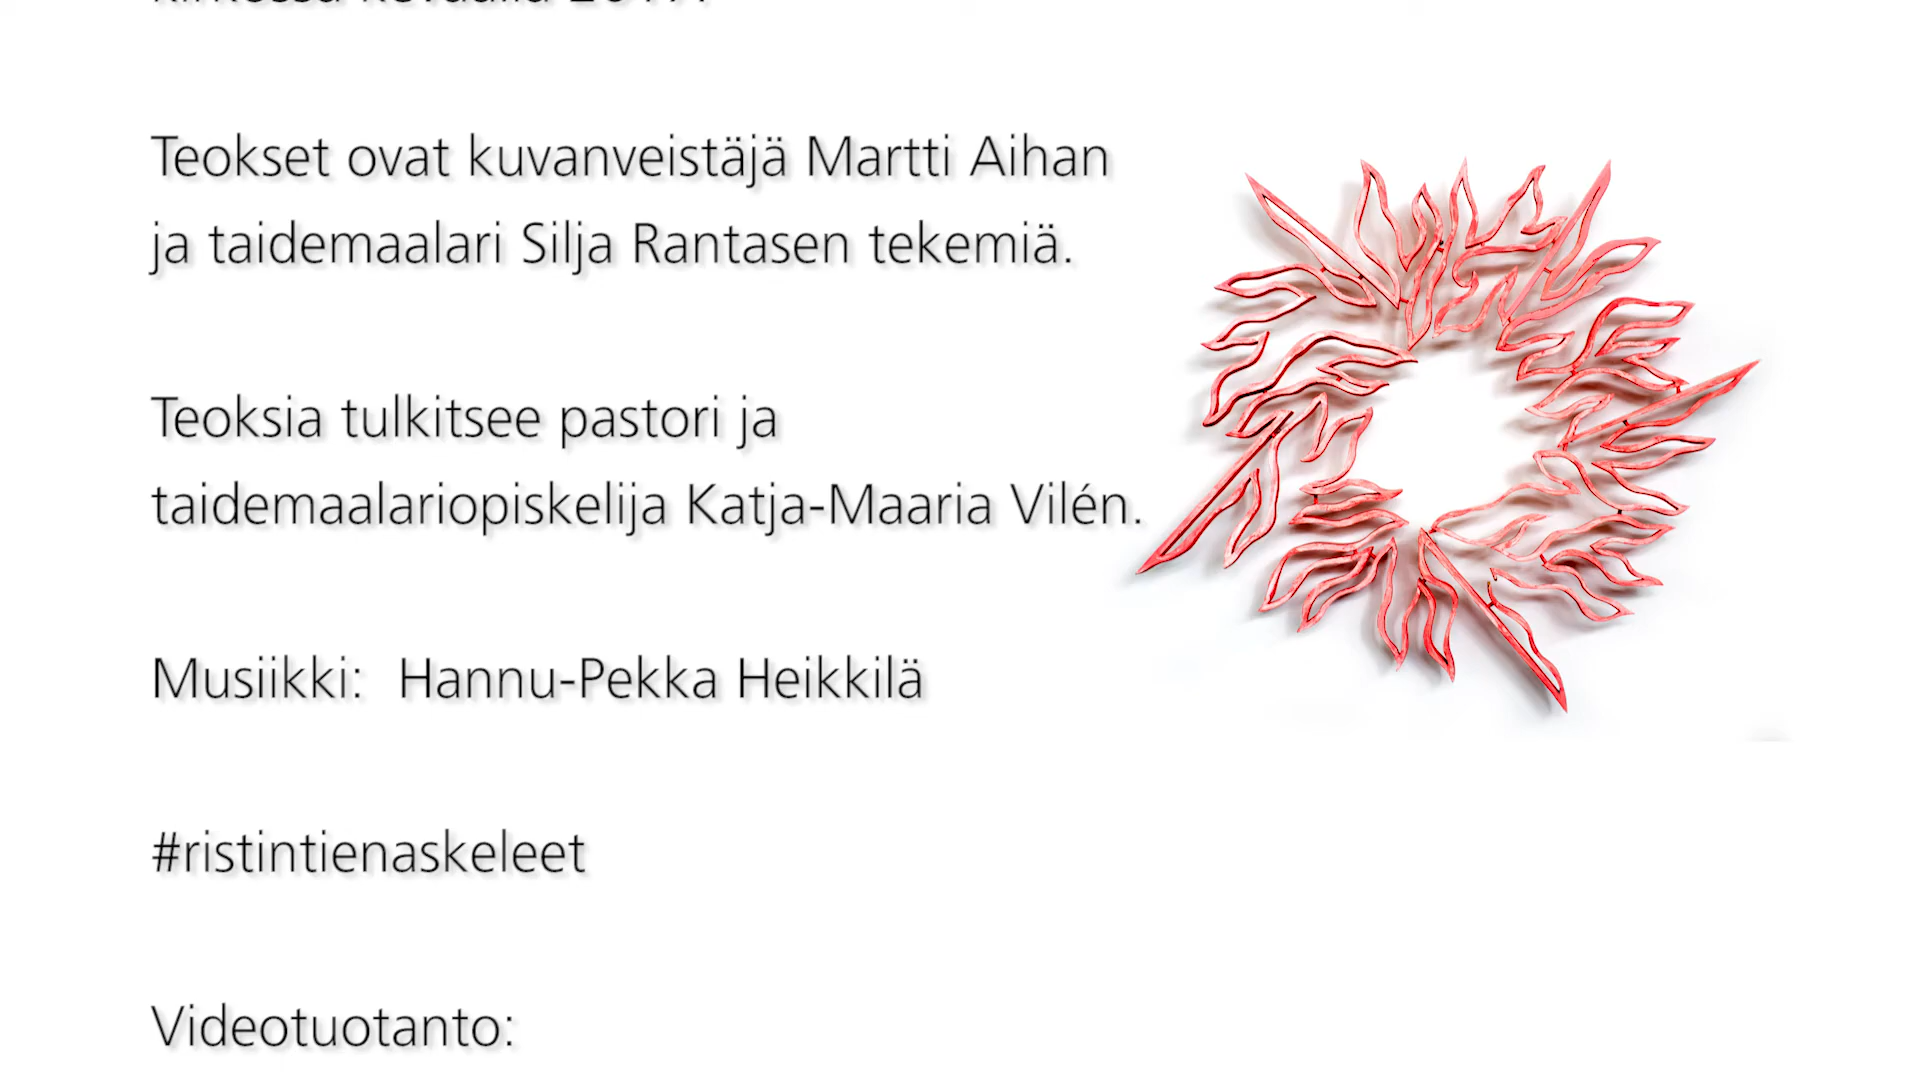 Teokset ovat kuvanveistäjä Martti Aihan
ja taidemaalari Silja Rantasen tekemiä.
Teoksia tulkitsee pastori ja
taidemaalariopiskelija Katja-Maaria Vilén.
Musiikki: Hannu-Pekka Heikkilä
#ristintienaskeleet
Videotuotanto: